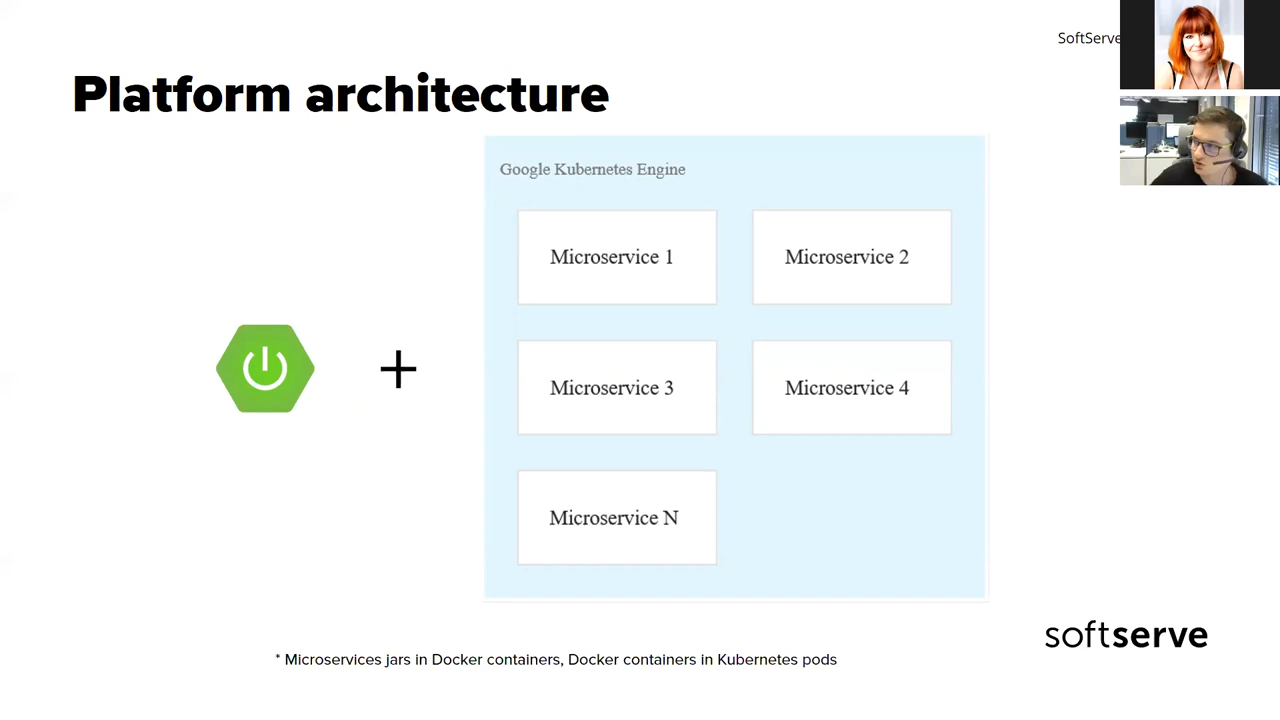 SoftServe
Platform architecture
Google Kubernetes Engine
Microservice 1
Microservice 2
Microservice 3
Microservice 4
Microservice N
softserve
* Microservices jars in Docker containers, Docker containers in Kubernetes pods